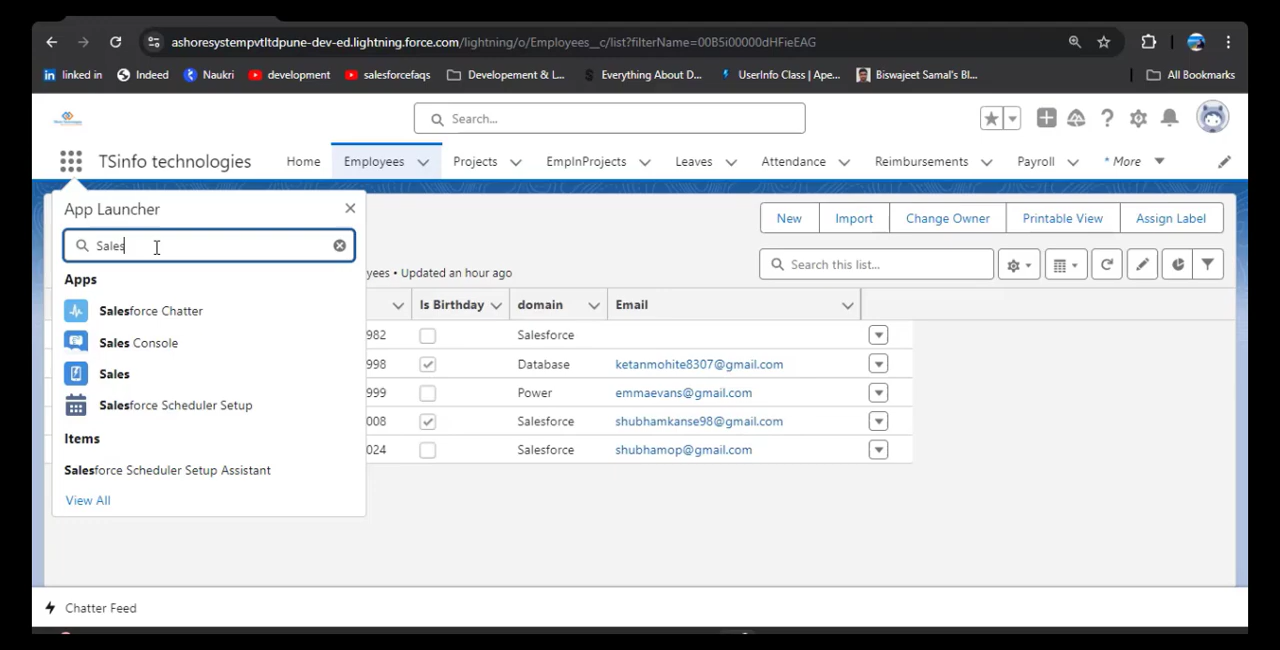 ashoresystempvtltdpune-dev-ed.lightning.force.com/lightning/o/Employees__c/list?filterName=00B5i00000dHFieEAG
linked in Indeed Naukri development salesforcefaqs Developement & L... Everything About D... UserInfo Class | Ape... Biswajeet Samal's Bl... All Bookmarks
Search...
TSinfo technologies Home Employees Projects EmpInProjects Leaves Attendance Reimbursements Payroll * More
App Launcher
Sales
Apps
Salesforce Chatter
Sales Console
Sales
Salesforce Scheduler Setup
Items
Salesforce Scheduler Setup Assistant
View All
New Import Change Owner Printable View Assign Label
yees • Updated an hour ago
Search this list...
Is Birthday domain Email
982 Salesforce
998 Database ketanmohite8307@gmail.com
999 Power emmaevans@gmail.com
008 Salesforce shubhamkanse98@gmail.com
024 Salesforce shubhamop@gmail.com
Chatter Feed